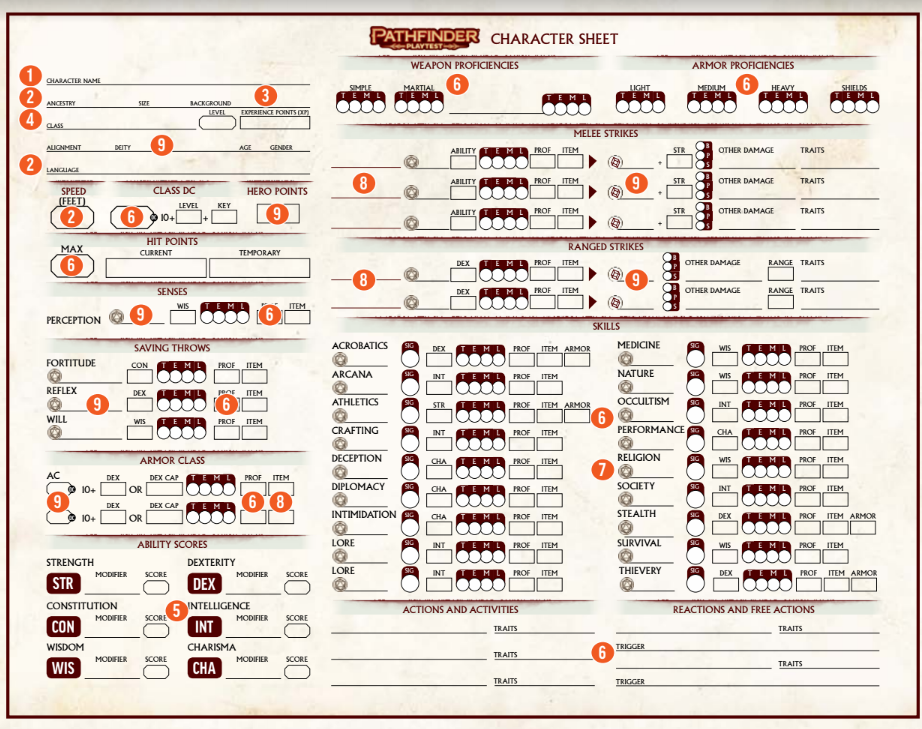 PATHFINDER PLAYTEST CHARACTER SHEET
1 CHARACTER NAME
2 ANCESTRY SIZE BACKGROUND 3
4 CLASS LEVEL EXPERIENCE POINTS (XP)
ALIGNMENT DEITY 9 AGE GENDER
2 LANGUAGE
SPEED (FEET) CLASS DC HERO POINTS
2 6 10+ LEVEL + KEY 9
HIT POINTS
MAX CURRENT TEMPORARY
6
SENSES
PERCEPTION 9 WIS T E M L 6 ITEM
SAVING THROWS
FORTITUDE CON T E M L PROF ITEM
REFLEX 9 DEX T E M L PROF 6 ITEM
WILL WIS T E M L PROF ITEM
ARMOR CLASS
AC 10+ DEX OR DEX CAP T E M L PROF ITEM
9 6 8
10+ DEX OR DEX CAP T E M L
ABILITY SCORES
STRENGTH DEXTERITY
STR MODIFIER SCORE DEX MODIFIER SCORE
CONSTITUTION 5 INTELLIGENCE
CON MODIFIER SCORE INT MODIFIER SCORE
WISDOM CHARISMA
WIS MODIFIER SCORE CHA MODIFIER SCORE
WEAPON PROFICIENCIES
SIMPLE MARTIAL 6
T E M L T E M L T E M L
ARMOR PROFICIENCIES
LIGHT MEDIUM 6 HEAVY SHIELDS
T E M L T E M L T E M L T E M L
MELEE STRIKES
ABILITY T E M L PROF ITEM + STR B P S OTHER DAMAGE TRAITS
8 ABILITY T E M L PROF ITEM 9 + STR B P S OTHER DAMAGE TRAITS
ABILITY T E M L PROF ITEM + STR B P S OTHER DAMAGE TRAITS
RANGED STRIKES
8 DEX T E M L PROF ITEM 9 B P S OTHER DAMAGE RANGE TRAITS
DEX T E M L PROF ITEM B P S OTHER DAMAGE RANGE TRAITS
SKILLS
ACROBATICS SIG DEX T E M L PROF ITEM ARMOR
ARCANA SIG INT T E M L PROF ITEM
ATHLETICS SIG STR T E M L PROF ITEM ARMOR 6
CRAFTING SIG INT T E M L PROF ITEM
DECEPTION SIG CHA T E M L PROF ITEM 7
DIPLOMACY SIG CHA T E M L PROF ITEM
INTIMIDATION SIG CHA T E M L PROF ITEM
LORE SIG INT T E M L PROF ITEM
LORE SIG INT T E M L PROF ITEM
MEDICINE SIG WIS T E M L PROF ITEM
NATURE SIG WIS T E M L PROF ITEM
OCCULTISM SIG INT T E M L PROF ITEM
PERFORMANCE SIG CHA T E M L PROF ITEM
RELIGION SIG WIS T E M L PROF ITEM
SOCIETY SIG INT T E M L PROF ITEM
STEALTH SIG DEX T E M L PROF ITEM ARMOR
SURVIVAL SIG WIS T E M L PROF ITEM
THIEVERY SIG DEX T E M L PROF ITEM ARMOR
ACTIONS AND ACTIVITIES
TRAITS
TRAITS
TRAITS
REACTIONS AND FREE ACTIONS
TRAITS
6 TRIGGER
TRAITS
TRIGGER